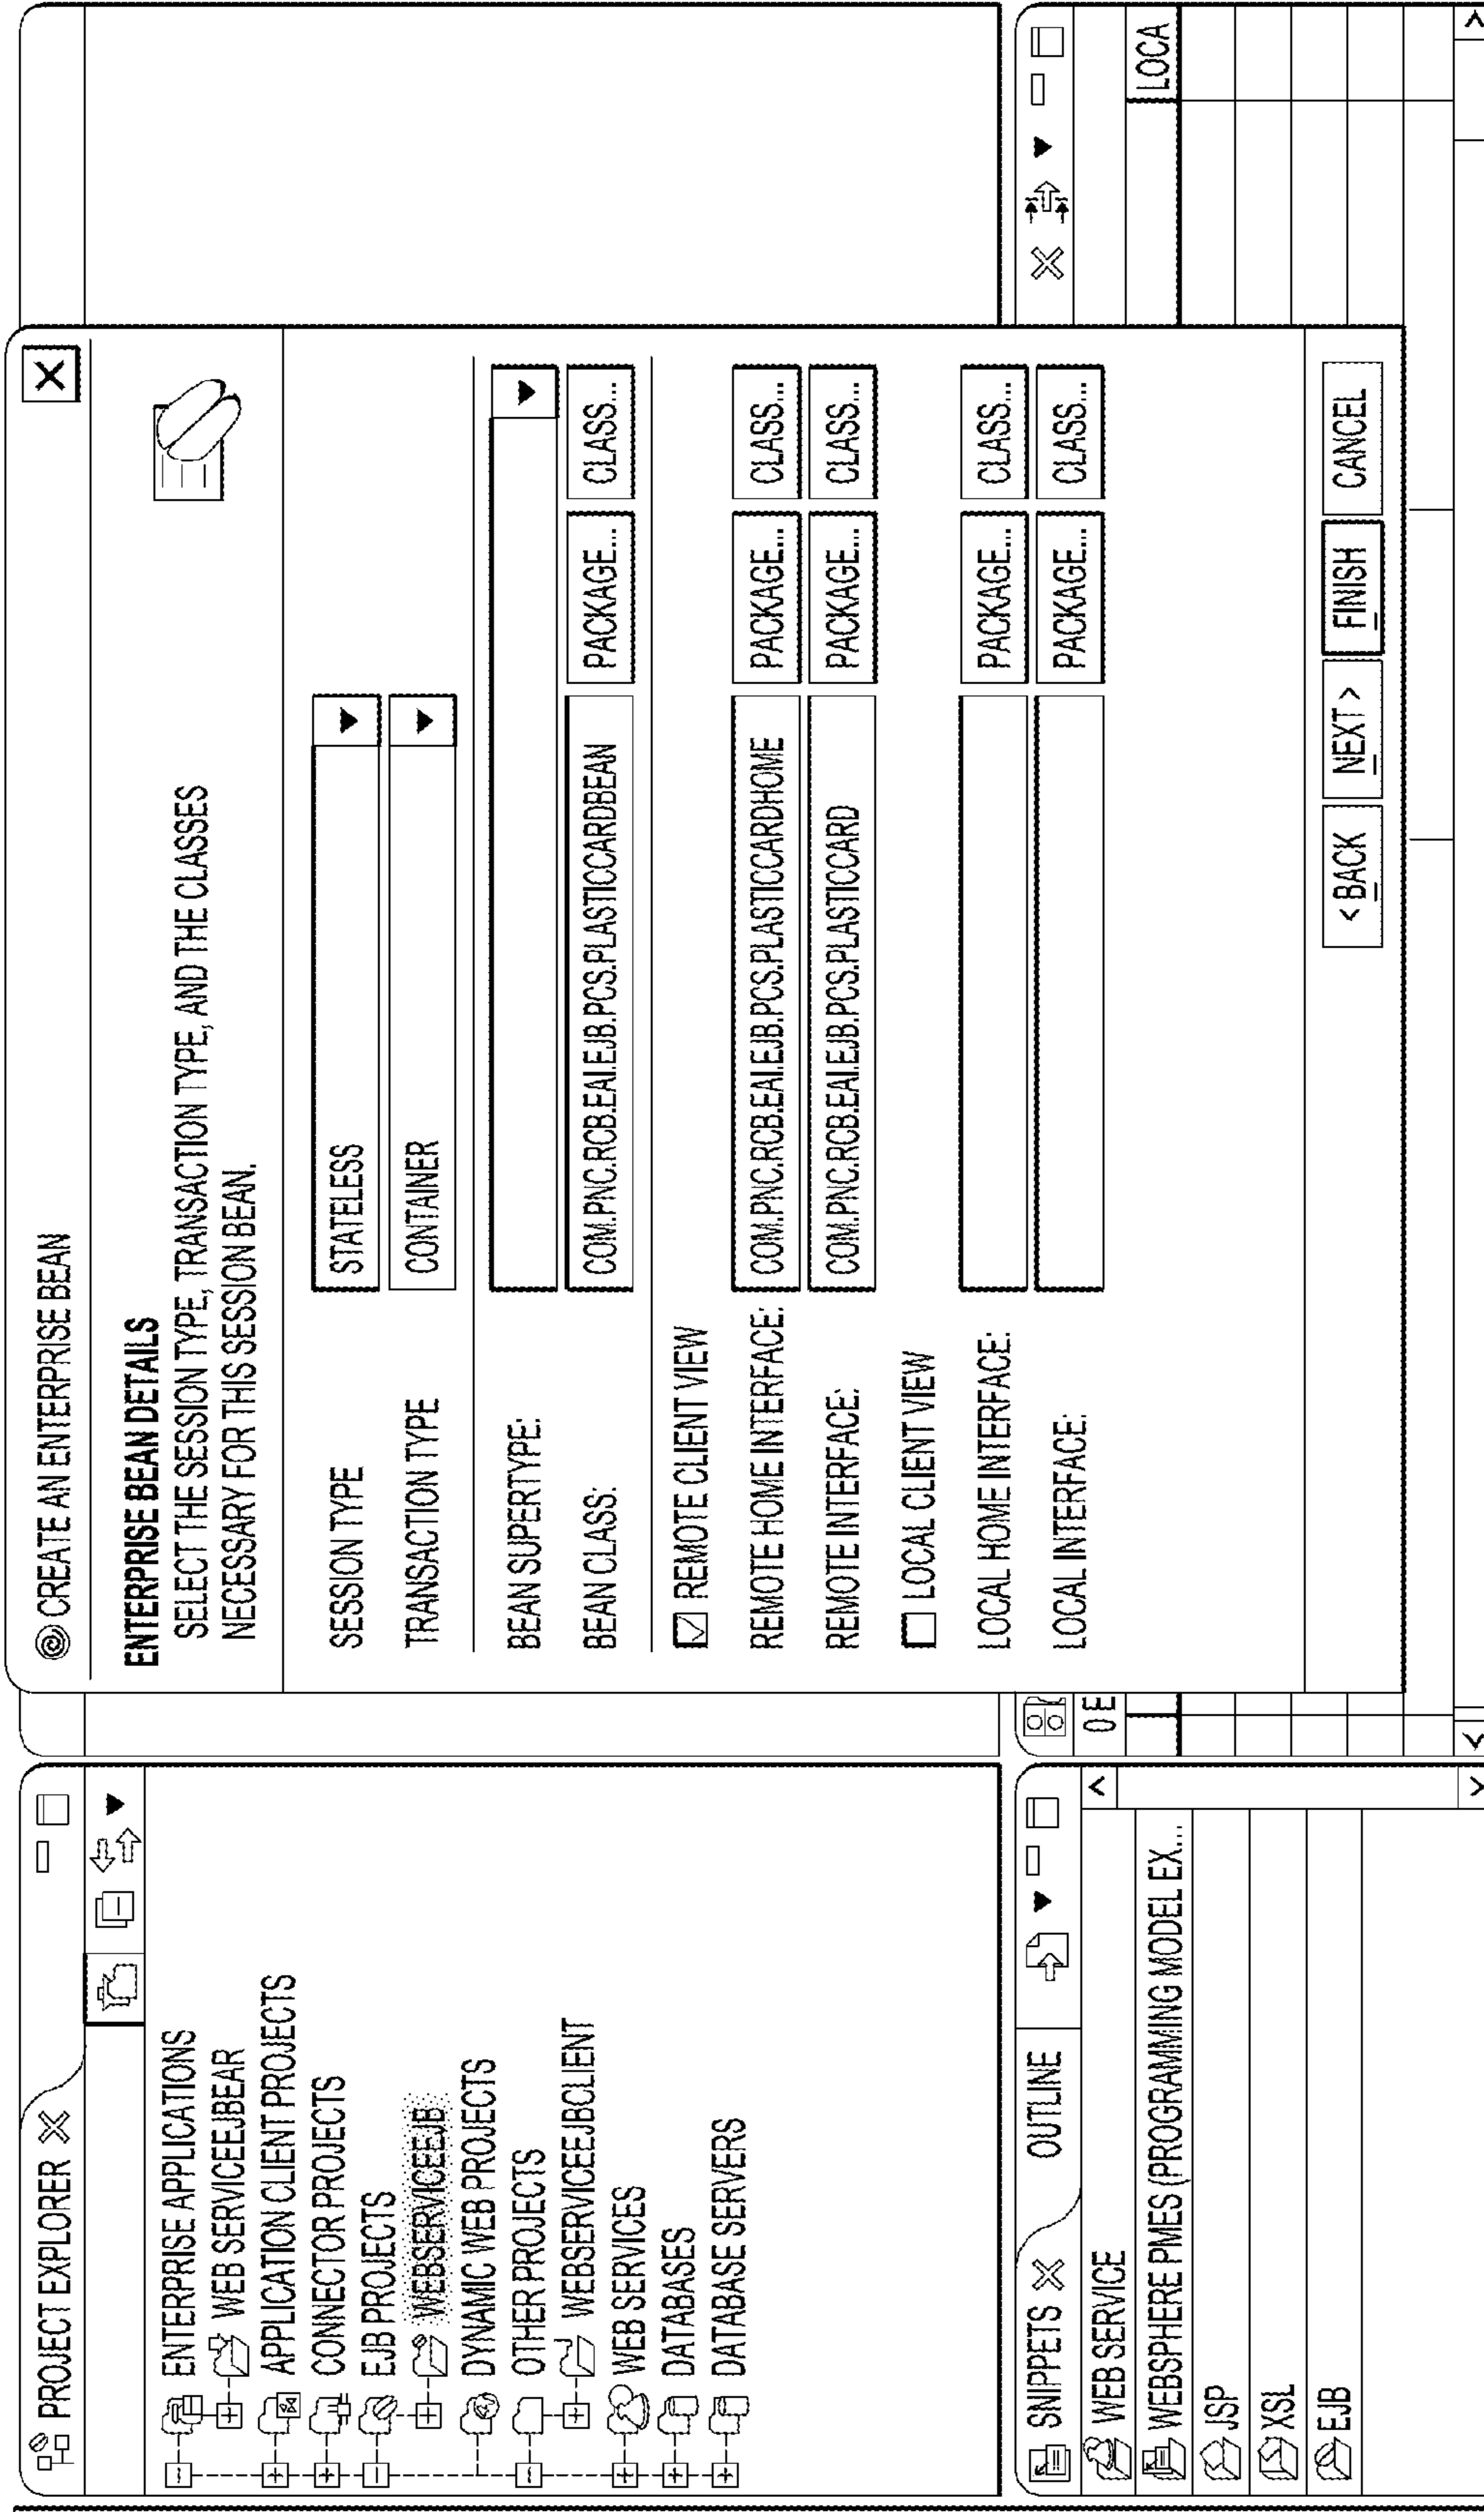 PROJECT EXPLORER
ENTERPRISE APPLICATIONS
WEB SERVICEEJBEAR
APPLICATION CLIENT PROJECTS
CONNECTOR PROJECTS
EJB PROJECTS
WEBSERVICEEJB
DYNAMIC WEB PROJECTS
OTHER PROJECTS
WEBSERVICEEJBCLIENT
WEB SERVICES
DATABASES
DATABASE SERVERS
SNIPPETS OUTLINE
WEB SERVICE
WEBSPHERE PMES (PROGRAMMING MODEL EX...
JSP
XSL
EJB
CREATE AN ENTERPRISE BEAN
ENTERPRISE BEAN DETAILS
SELECT THE SESSION TYPE, TRANSACTION TYPE, AND THE CLASSES
NECESSARY FOR THIS SESSION BEAN.
SESSION TYPE STATELESS
TRANSACTION TYPE CONTAINER
BEAN SUPERTYPE:
BEAN CLASS: COM.PNC.RCB.EAI.EJB.PCS.PLASTICCARDBEAN PACKAGE... CLASS...
REMOTE CLIENT VIEW
REMOTE HOME INTERFACE: COM.PNC.RCB.EAI.EJB.PCS.PLASTICCARDHOME PACKAGE... CLASS...
REMOTE INTERFACE: COM.PNC.RCB.EAI.EJB.PCS.PLASTICCARD PACKAGE... CLASS...
LOCAL CLIENT VIEW
LOCAL HOME INTERFACE: PACKAGE... CLASS...
LOCAL INTERFACE: PACKAGE... CLASS...
< BACK NEXT > FINISH CANCEL
0 E
LOCA